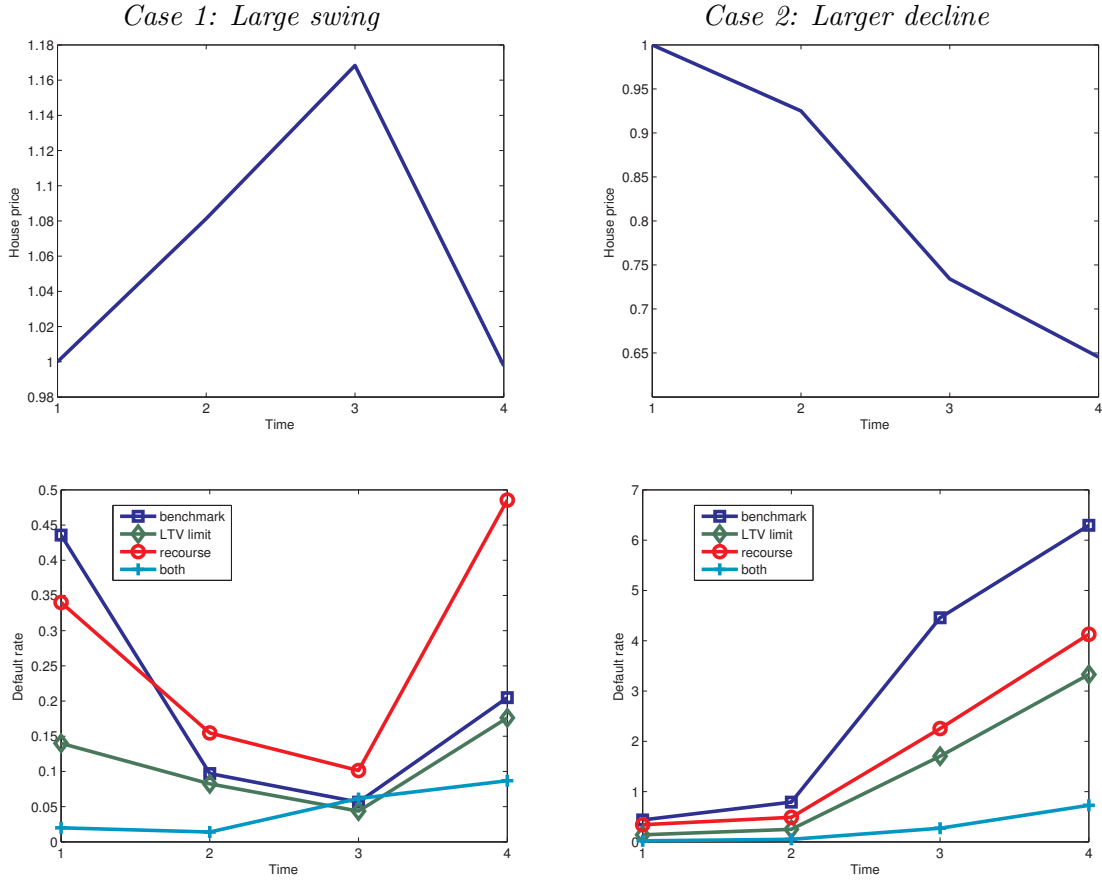 Case 1: Large swing
1.18
1.16
1.14
1.12
1.1
1.08
1.06
1.04
1.02
1
0.98
House price
1 2 3 4
Time
Case 2: Larger decline
1
0.95
0.9
0.85
0.8
0.75
0.7
0.65
House price
1 2 3 4
Time
0.5
0.45
0.4
0.35
0.3
0.25
0.2
0.15
0.1
0.05
0
Default rate
benchmark
LTV limit
recourse
both
1 2 3 4
Time
7
6
5
4
3
2
1
0
Default rate
benchmark
LTV limit
recourse
both
1 2 3 4
Time